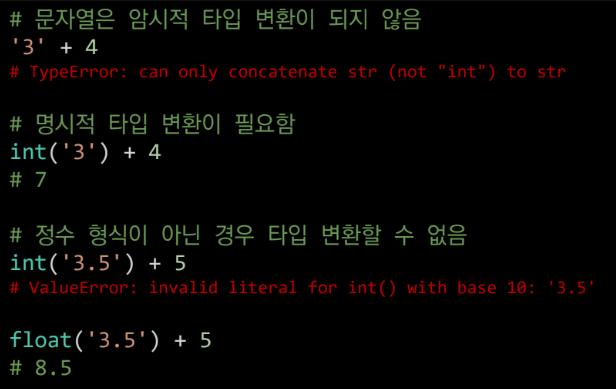 # 문자열은 암시적 타입 변환이 되지 않음
'3' + 4
# TypeError: can only concatenate str (not "int") to str
# 명시적 타입 변환이 필요함
int('3') + 4
# 7
# 정수 형식이 아닌 경우 타입 변환할 수 없음
int('3.5') + 5
# ValueError: invalid literal for int() with base 10: '3.5'
float('3.5') + 5
# 8.5